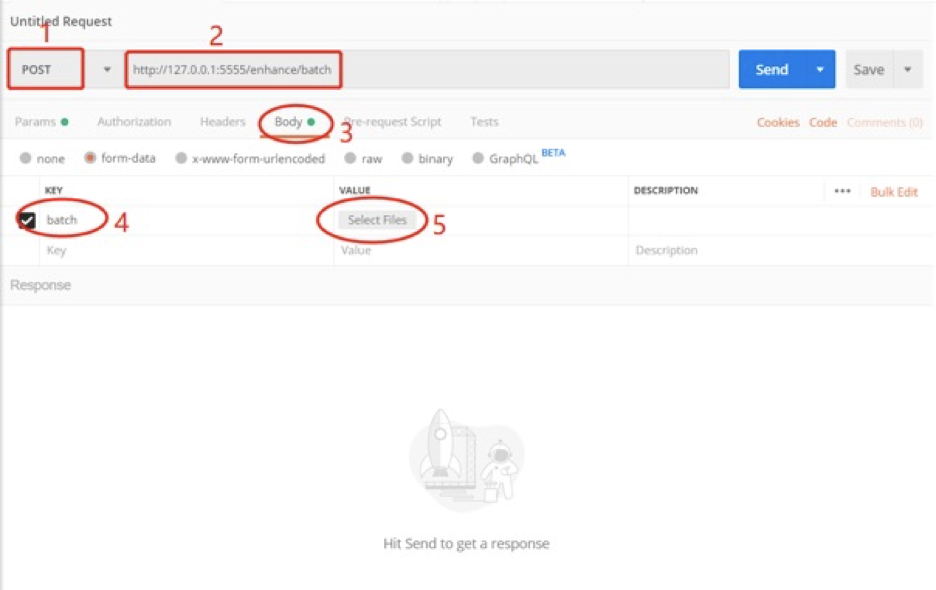 Untitled Request
1
2
POST
http://127.0.0.1:5555/enhance/batch
Send
Save
Params
Authorization
Headers
Body
3
Pre-request Script
Tests
Cookies
Code
Comments (0)
none
form-data
x-www-form-urlencoded
raw
binary
GraphQL BETA
KEY
VALUE
DESCRIPTION
•••
Bulk Edit
batch
4
Select Files
5
Key
Value
Description
Response
Hit Send to get a response